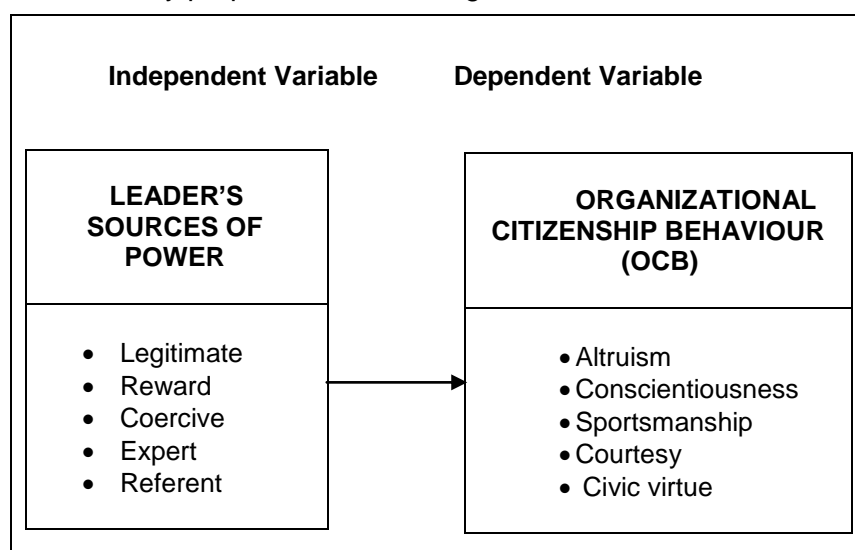 Independent Variable
Dependent Variable
LEADER'S
SOURCES OF
POWER
• Legitimate
• Reward
• Coercive
• Expert
• Referent
ORGANIZATIONAL
CITIZENSHIP BEHAVIOUR
(OCB)
• Altruism
• Conscientiousness
• Sportsmanship
• Courtesy
• Civic virtue